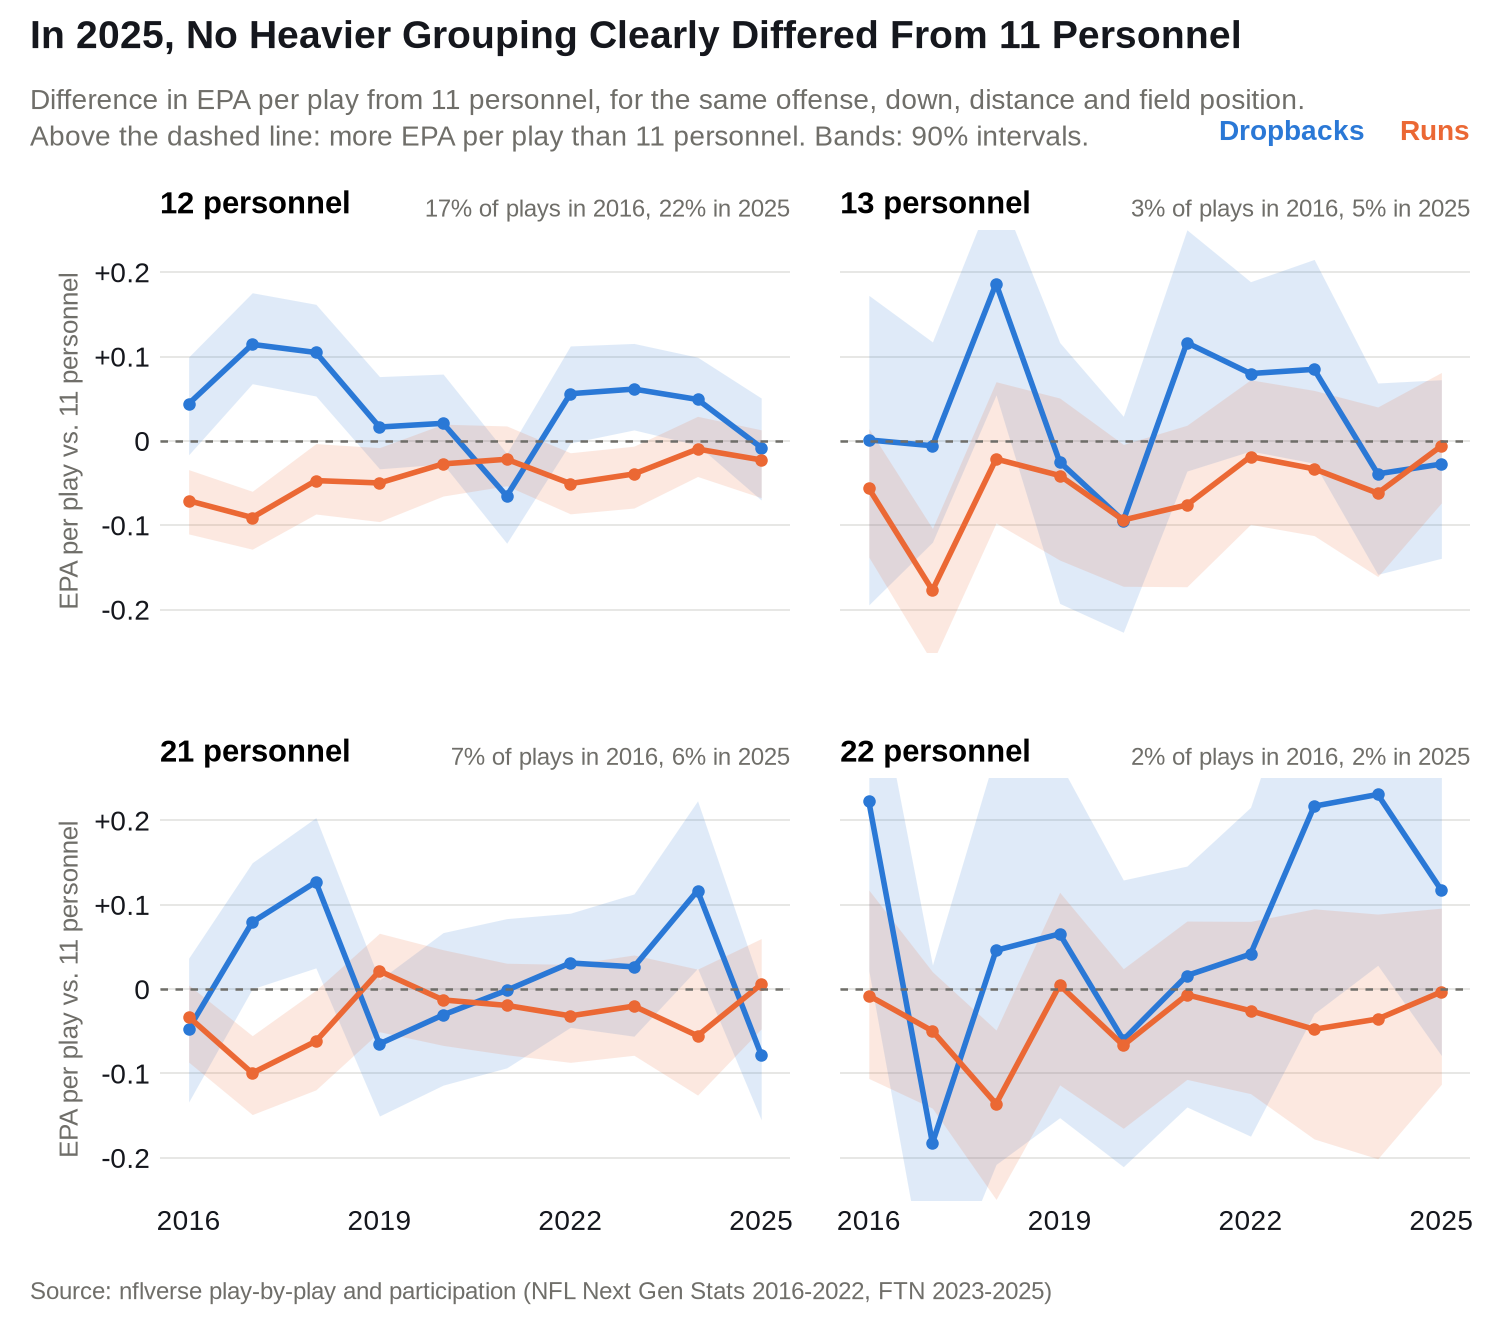 In 2025, No Heavier Grouping Clearly Differed From 11 Personnel
Difference in EPA per play from 11 personnel, for the same offense, down, distance and field position.
Above the dashed line: more EPA per play than 11 personnel. Bands: 90% intervals.
Dropbacks Runs
12 personnel
17% of plays in 2016, 22% in 2025
13 personnel
3% of plays in 2016, 5% in 2025
EPA per play vs. 11 personnel
+0.2
+0.1
0
-0.1
-0.2
21 personnel
7% of plays in 2016, 6% in 2025
22 personnel
2% of plays in 2016, 2% in 2025
EPA per play vs. 11 personnel
+0.2
+0.1
0
-0.1
-0.2
2016 2019 2022 2025
2016 2019 2022 2025
Source: nflverse play-by-play and participation (NFL Next Gen Stats 2016-2022, FTN 2023-2025)